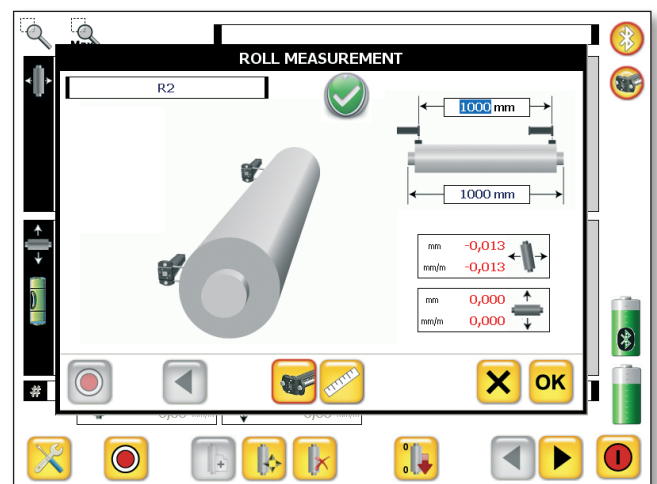 ROLL MEASUREMENT
R2
1000 mm
1000 mm
mm -0,013
mm/m -0,013
mm 0,000
mm/m 0,000
#
OK
0
0